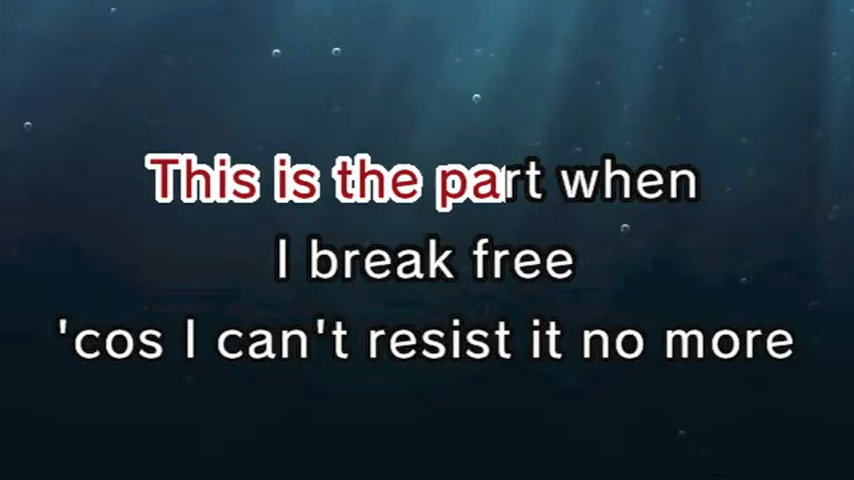 This is the part when
I break free
'cos I can't resist it no more